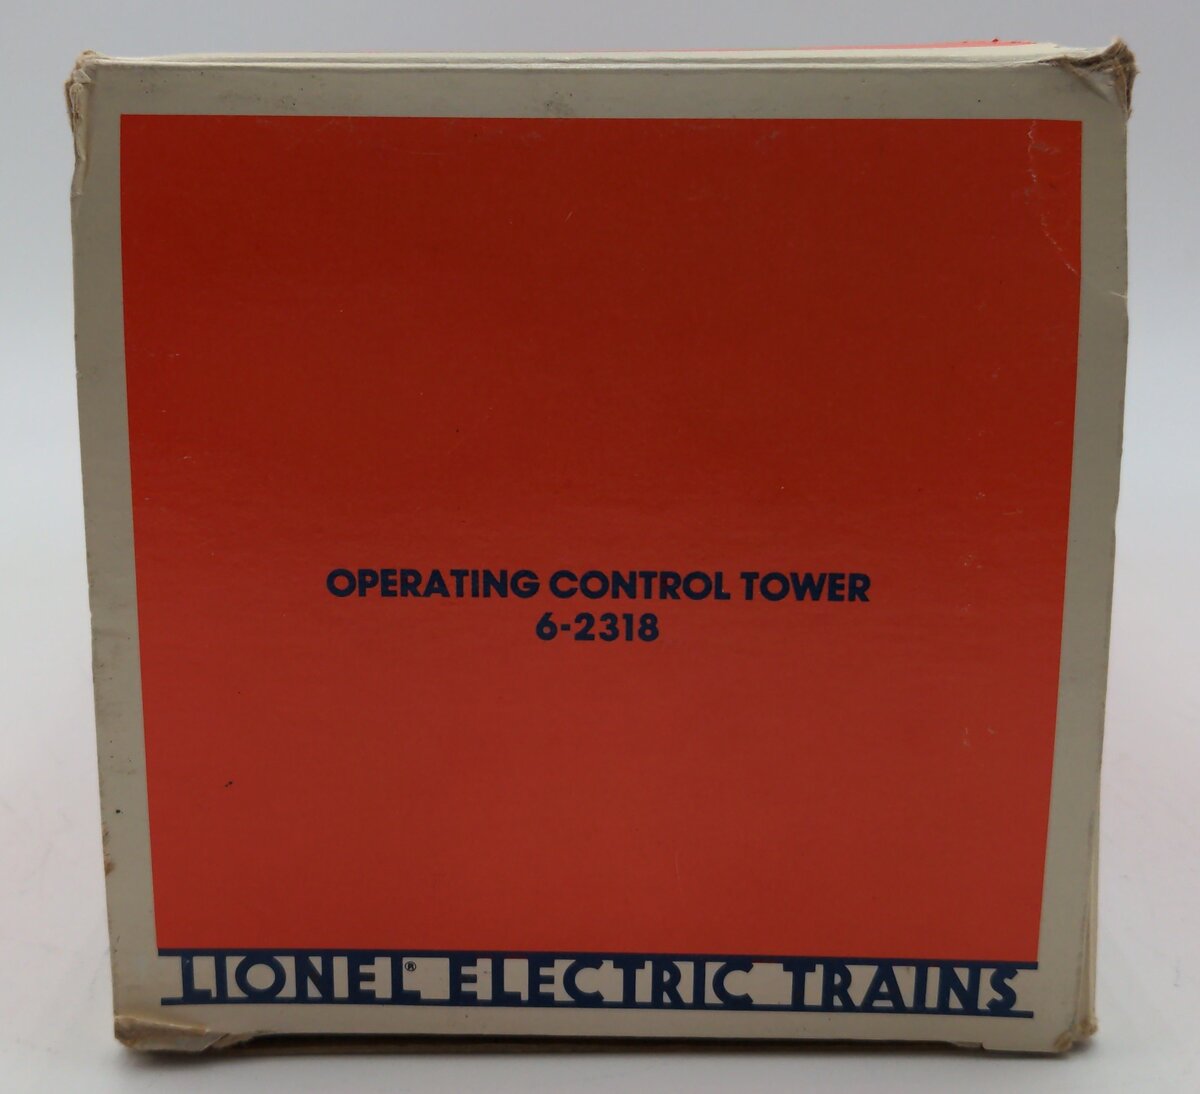 OPERATING CONTROL TOWER
6-2318
LIONEL® ELECTRIC TRAINS